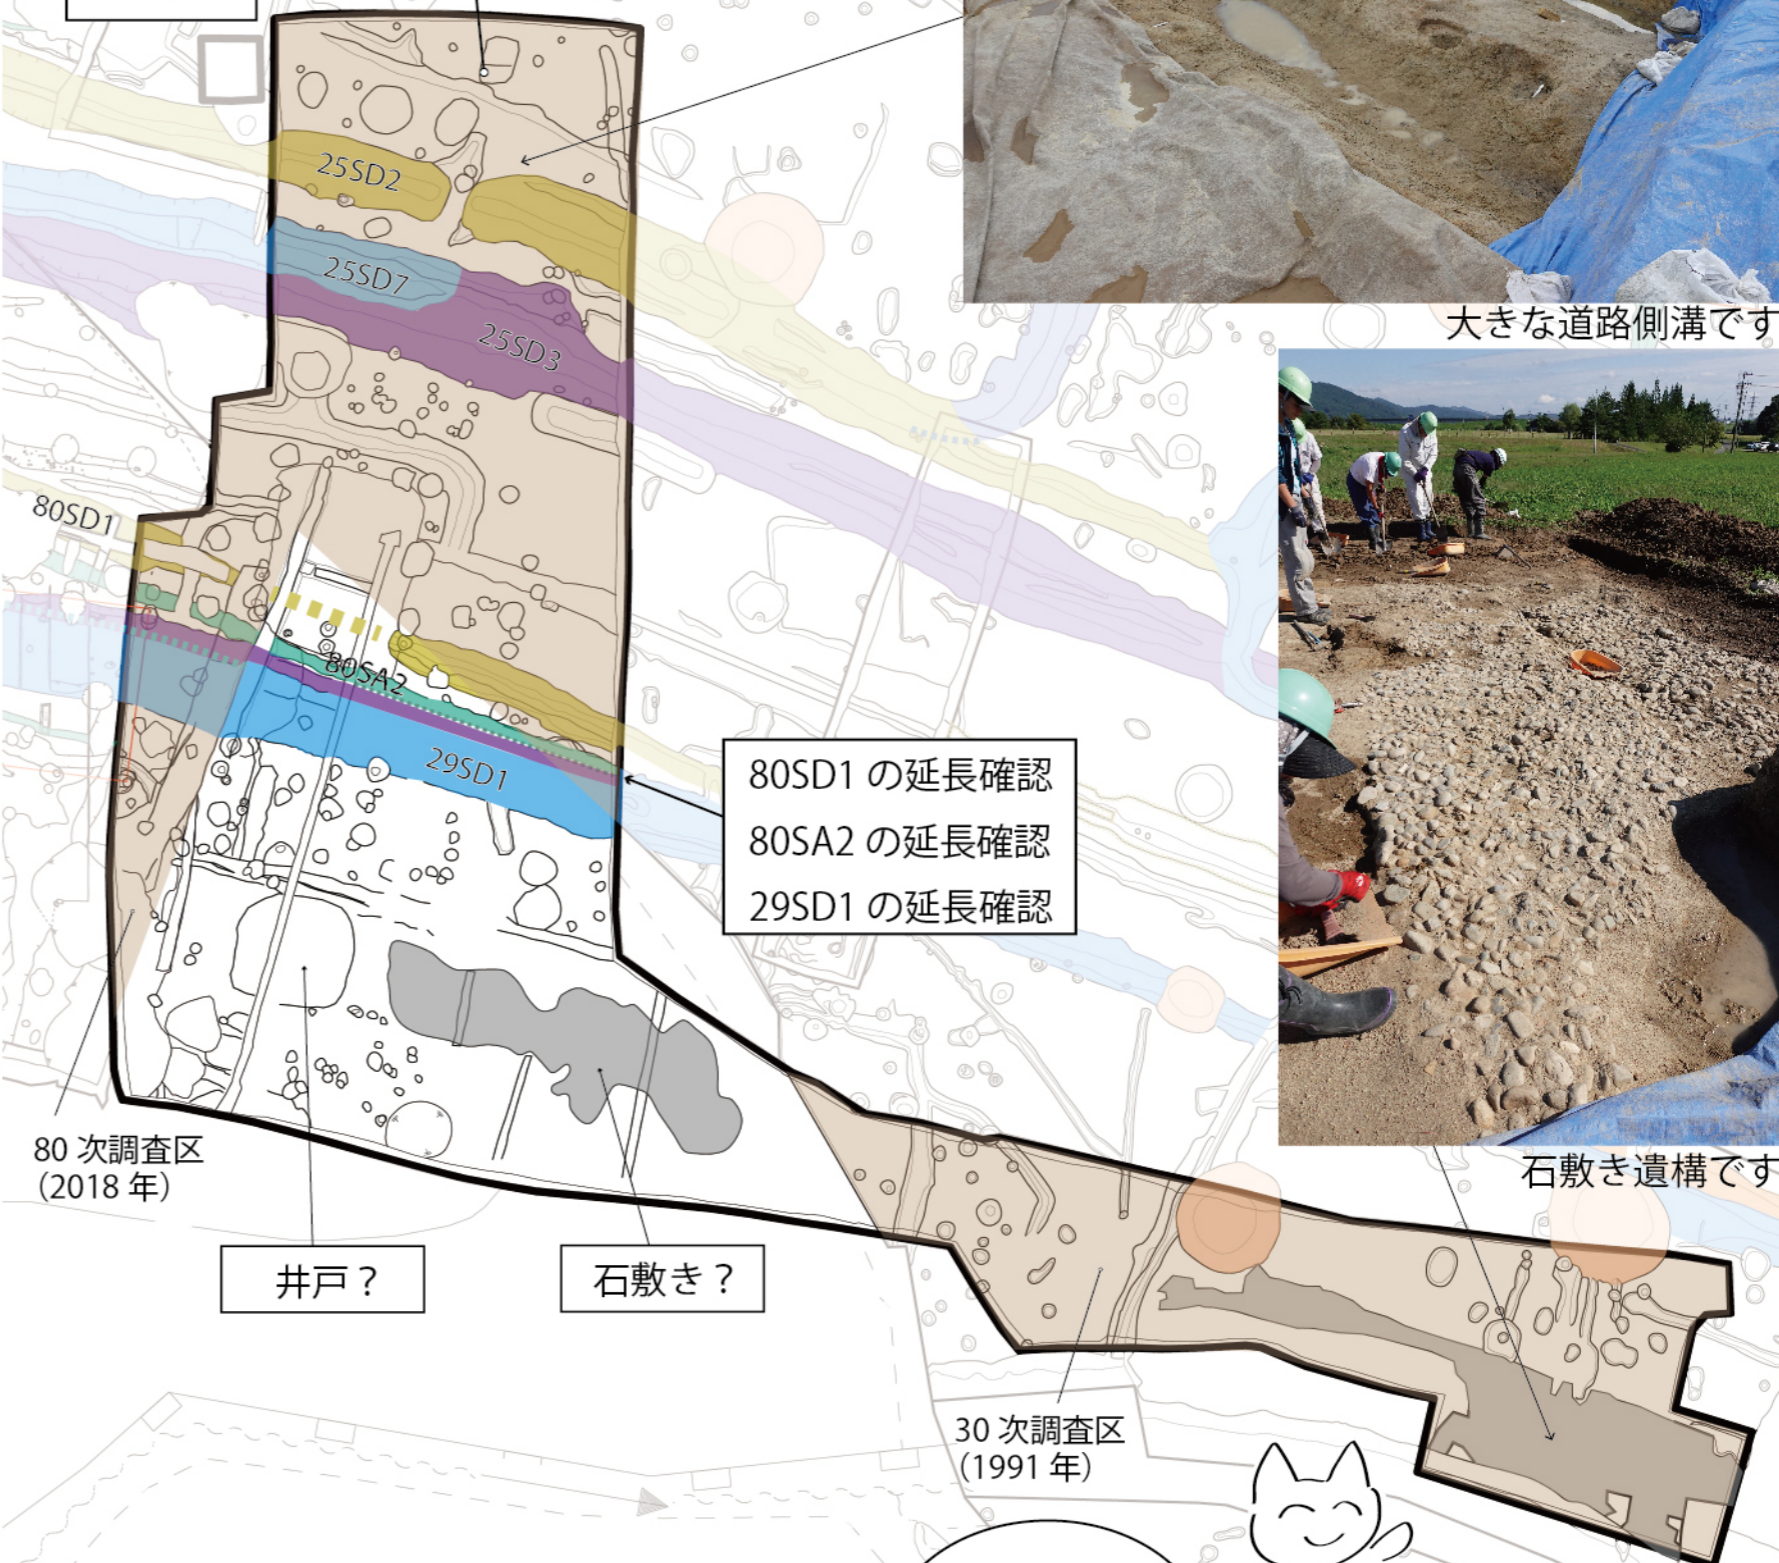 25SD2
25SD7
25SD3
大きな道路側溝です
80SD1
80SA2
29SD1
80SD1 の延長確認
80SA2 の延長確認
29SD1 の延長確認
80 次調査区
(2018 年)
石敷き遺構です
井戸？
石敷き？
30 次調査区
(1991 年)